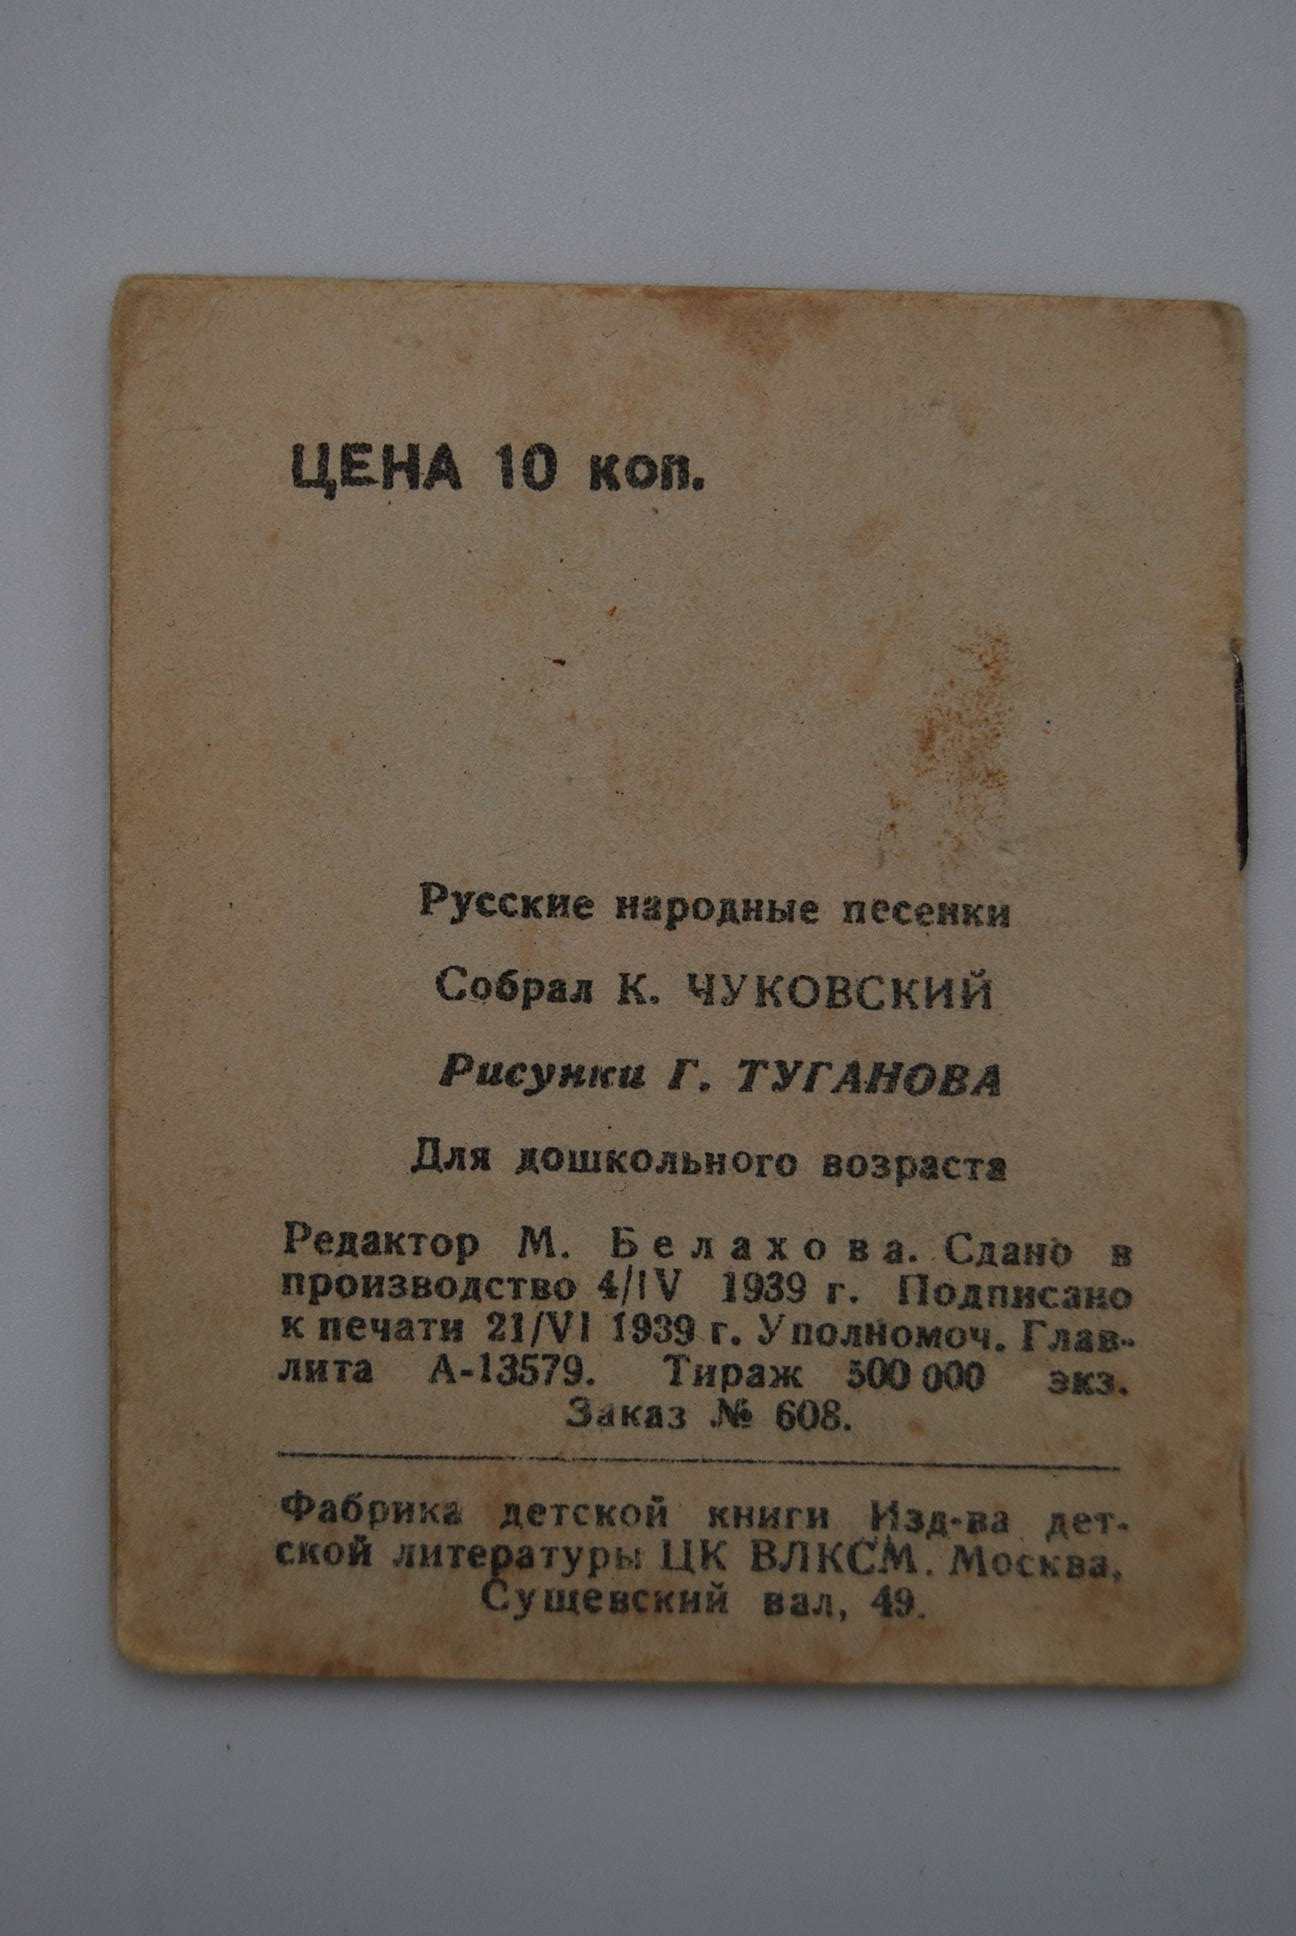 ЦЕНА 10 коп.
Русские народные песенки
Собрал К. ЧУКОВСКИЙ
Рисунки Г. ТУГАНОВА
Для дошкольного возраста
Редактор М. Белахова. Сдано в
производство 4/IV 1939 г. Подписано
к печати 21/VI 1939 г. Уполномоч. Глав-
лита А-13579. Тираж 500 000 экз.
Заказ № 608.
Фабрика детской книги Изд-ва дет-
ской литературы ЦК ВЛКСМ. Москва,
Сущевский вал, 49.